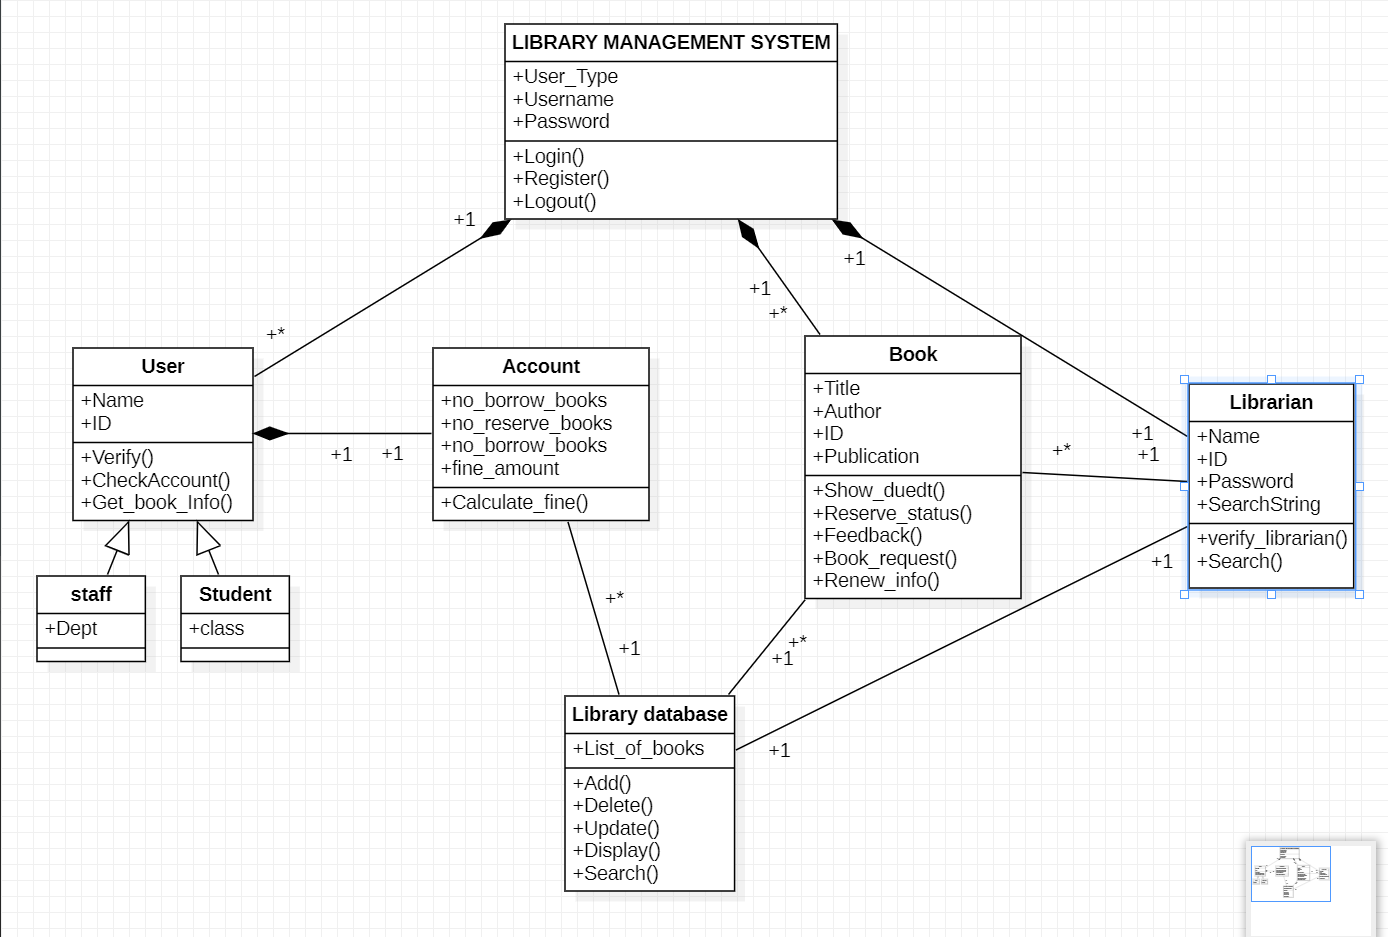 LIBRARY MANAGEMENT SYSTEM
+User_Type
+Username
+Password
+Login()
+Register()
+Logout()
+1
+1
+1
+*
+*
User
+Name
+ID
+Verify()
+CheckAccount()
+Get_book_Info()
+1
+1
Account
+no_borrow_books
+no_reserve_books
+no_borrow_books
+fine_amount
+Calculate_fine()
Book
+Title
+Author
+ID
+Publication
+Show_duedt()
+Reserve_status()
+Feedback()
+Book_request()
+Renew_info()
+*
+1
+1
Librarian
+Name
+ID
+Password
+SearchString
+verify_librarian()
+Search()
staff
+Dept
Student
+class
+*
+1
+*
+1
+1
+1
Library database
+List_of_books
+Add()
+Delete()
+Update()
+Display()
+Search()